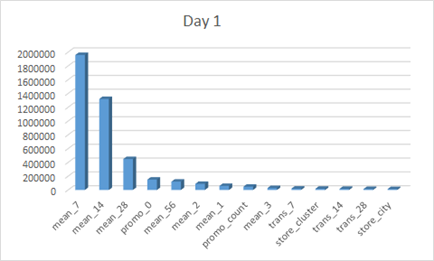 Day 1
2000000
1800000
1600000
1400000
1200000
1000000
800000
600000
400000
200000
0
mean_7
mean_14
mean_28
promo_0
mean_56
mean_2
mean_1
promo_count
mean_3
trans_7
store_cluster
trans_14
trans_28
store_city